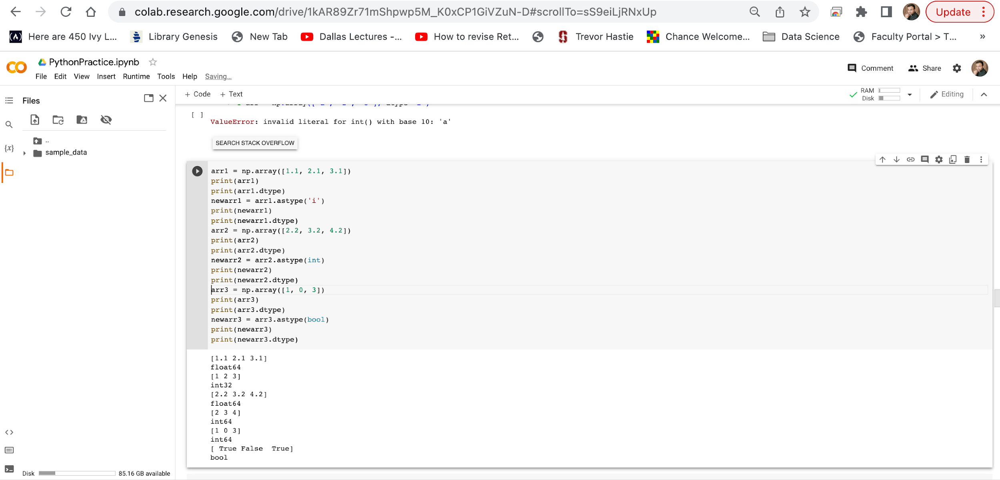 colab.research.google.com/drive/1kAR89Zr71mShpwp5M_K0xCP1GiVZuN-D#scrollTo=sS9eiLjRNxUp
Update
Here are 450 Ivy L...
Library Genesis
New Tab
Dallas Lectures -...
How to revise Ret...
Trevor Hastie
Chance Welcome...
Data Science
Faculty Portal > T...
»
PythonPractice.ipynb
Comment
Share
File Edit View Insert Runtime Tools Help Saving...
Files
+ Code + Text
RAM
Disk
Editing
..
sample_data
{x}
[ ]
ValueError: invalid literal for int() with base 10: 'a'
SEARCH STACK OVERFLOW
arr1 = np.array([1.1, 2.1, 3.1])
print(arr1)
print(arr1.dtype)
newarr1 = arr1.astype('i')
print(newarr1)
print(newarr1.dtype)
arr2 = np.array([2.2, 3.2, 4.2])
print(arr2)
print(arr2.dtype)
newarr2 = arr2.astype(int)
print(newarr2)
print(newarr2.dtype)
arr3 = np.array([1, 0, 3])
print(arr3)
print(arr3.dtype)
newarr3 = arr3.astype(bool)
print(newarr3)
print(newarr3.dtype)
[1.1 2.1 3.1]
float64
[1 2 3]
int32
[2.2 3.2 4.2]
float64
[2 3 4]
int64
[1 0 3]
int64
[ True False  True]
bool
Disk 85.16 GB available